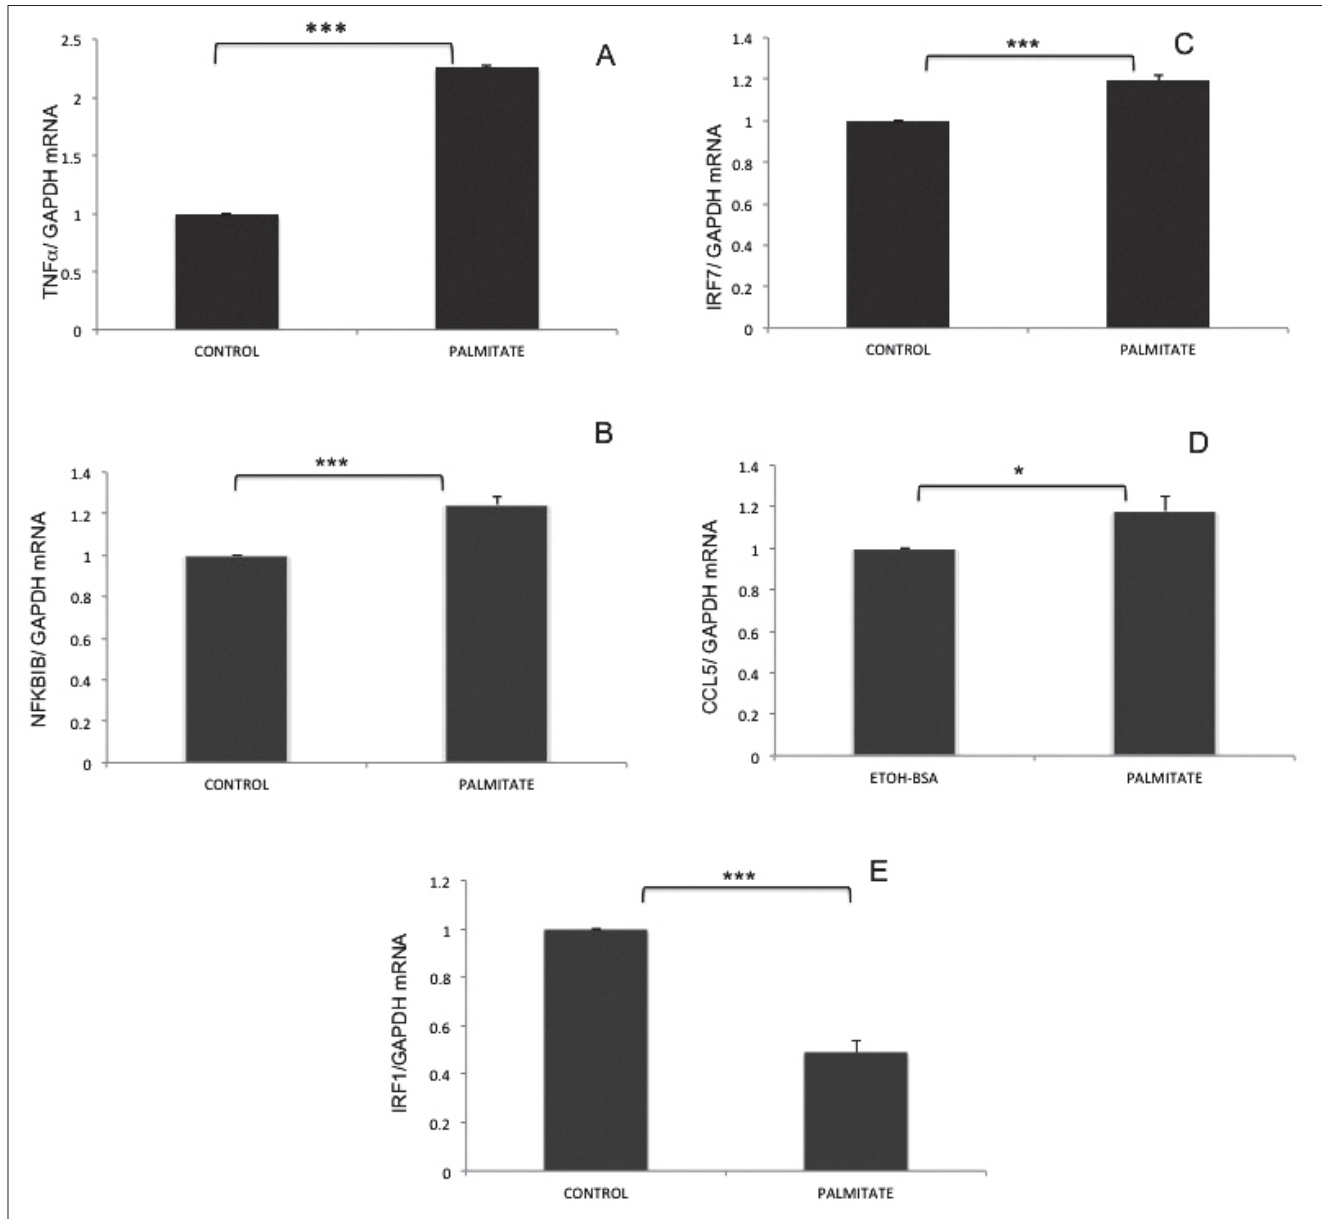 A
***
TNFα/ GAPDH mRNA
2.5
2
1.5
1
0.5
0
CONTROL PALMITATE
C
***
IRF7/ GAPDH mRNA
1.4
1.2
1
0.8
0.6
0.4
0.2
0
CONTROL PALMITATE
B
***
NFKBIB/ GAPDH mRNA
1.4
1.2
1
0.8
0.6
0.4
0.2
0
CONTROL PALMITATE
D
*
CCL5/ GAPDH mRNA
1.4
1.2
1
0.8
0.6
0.4
0.2
0
ETOH-BSA PALMITATE
E
***
IRF1/GAPDH mRNA
1.2
1
0.8
0.6
0.4
0.2
0
CONTROL PALMITATE